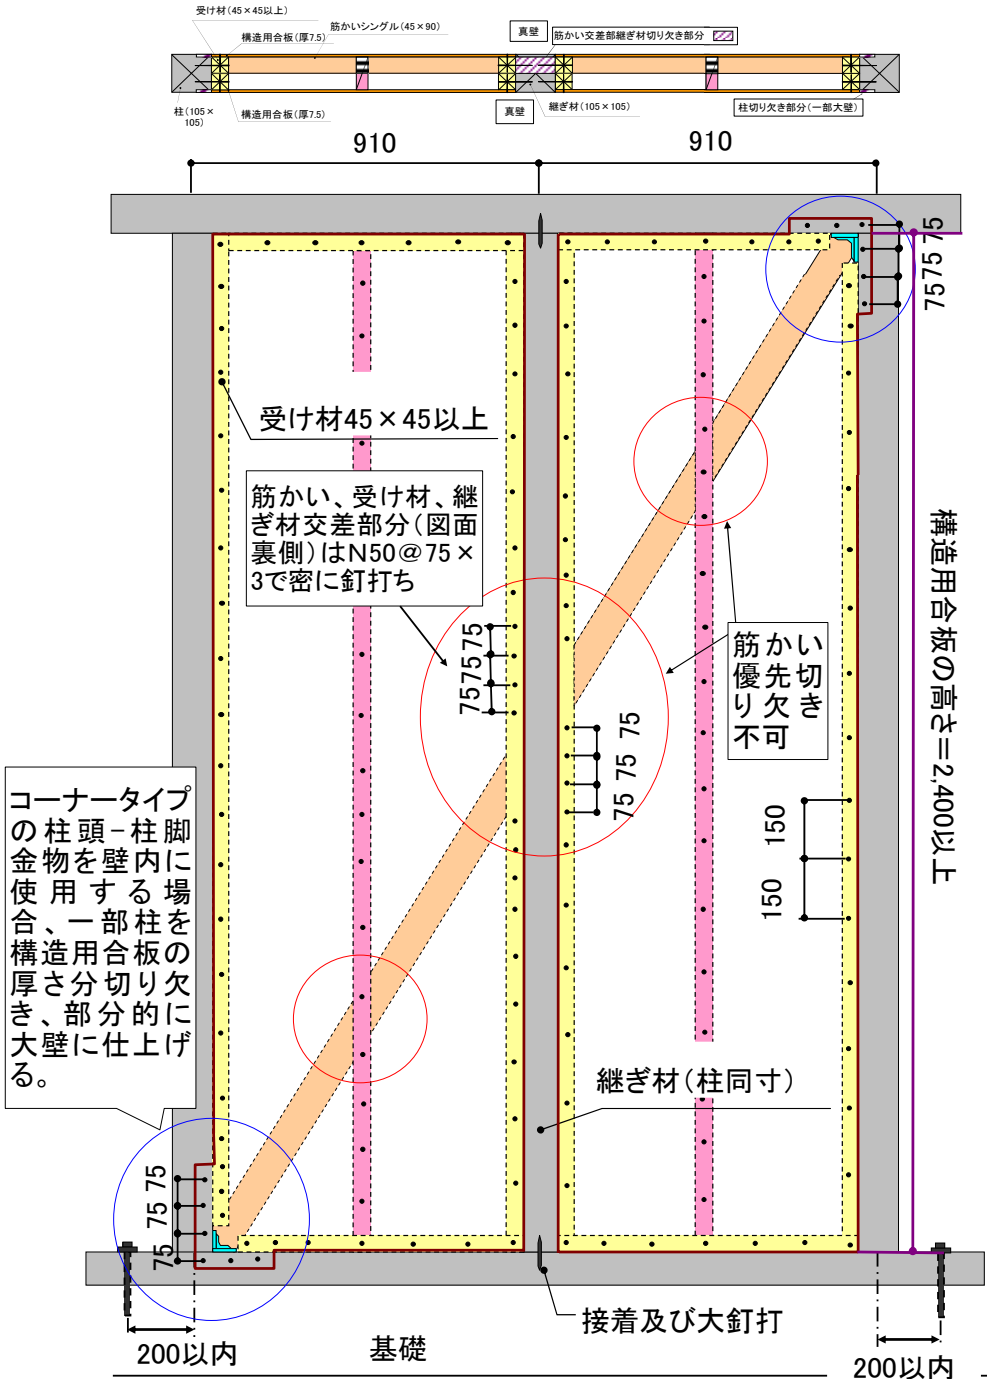 受け材(45×45以上)
構造用合板(厚7.5)
筋かいシングル(45×90)
真壁
筋かい交差部継ぎ材切り欠き部分
柱(105×
105)
構造用合板(厚7.5)
真壁
継ぎ材(105×105)
柱切り欠き部分(一部大壁)
910
910
75
75
75
受け材45×45以上
筋かい、受け材、継
ぎ材交差部分(図面
裏側)はN50@75×
3で密に釘打ち
構造用合板の高さ=2,400以上
75
75
75
筋かい
優先切
り欠き
不可
75
75
75
コーナータイプ
の柱頭-柱脚
金物を壁内に
使用する場
合、一部柱を
構造用合板の
厚さ分切り欠
き、部分的に
大壁に仕上げ
る。
150
150
継ぎ材(柱同寸)
75
75
75
接着及び大釘打
200以内
基礎
200以内